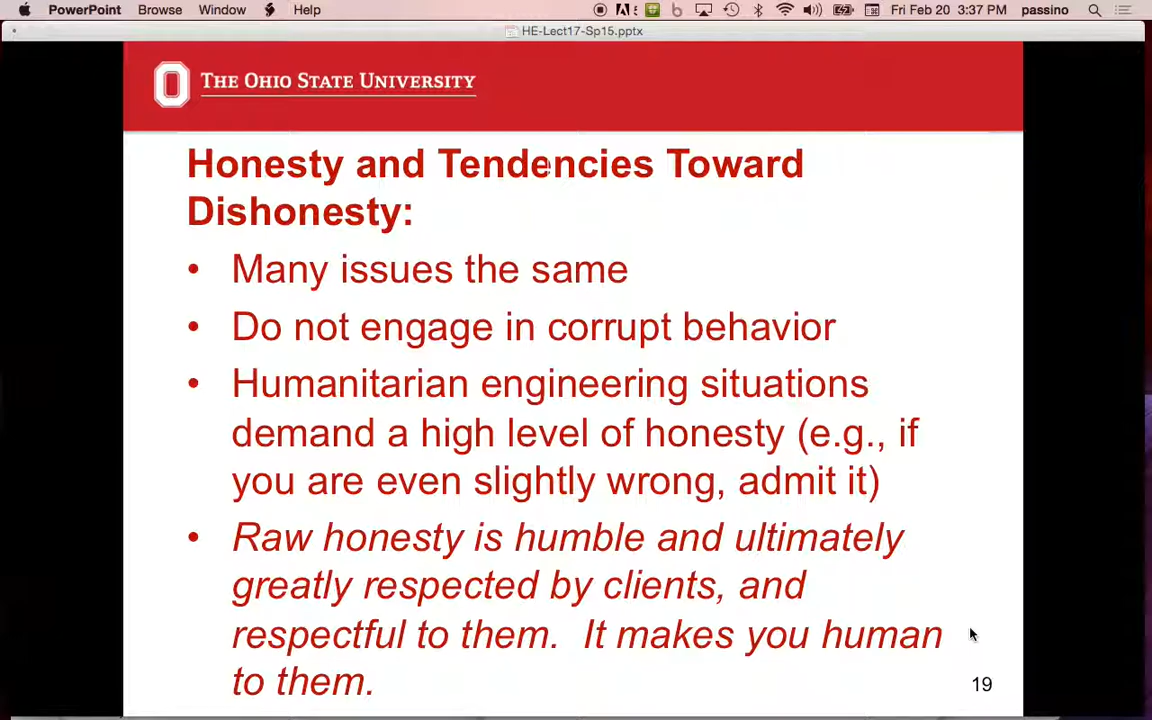 PowerPoint Browse Window Help Fri Feb 20 3:37 PM passino
HE-Lect17-Sp15.pptx
THE OHIO STATE UNIVERSITY
Honesty and Tendencies Toward
Dishonesty:
• Many issues the same
• Do not engage in corrupt behavior
• Humanitarian engineering situations
demand a high level of honesty (e.g., if
you are even slightly wrong, admit it)
• Raw honesty is humble and ultimately
greatly respected by clients, and
respectful to them. It makes you human
to them.
19